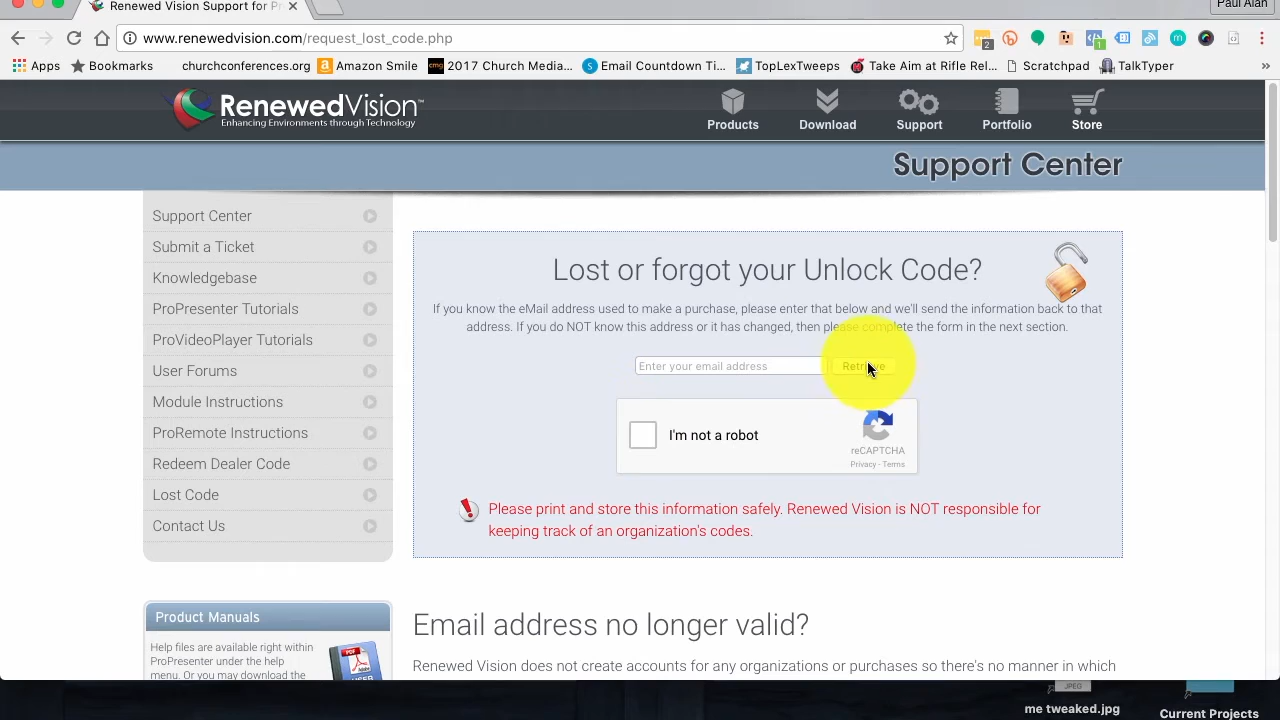 Paul Alan
Renewed Vision Support for Pr
www.renewedvision.com/request_lost_code.php
2
1
Apps Bookmarks churchconferences.org Amazon Smile cmg 2017 Church Media... Email Countdown Ti... TopLexTweeps Take Aim at Rifle Rel... Scratchpad TalkTyper »
RenewedVision™
Enhancing Environments through Technology
Products Download Support Portfolio Store
Support Center
Support Center
Submit a Ticket
Knowledgebase
ProPresenter Tutorials
ProVideoPlayer Tutorials
User Forums
Module Instructions
ProRemote Instructions
Redeem Dealer Code
Lost Code
Contact Us
Lost or forgot your Unlock Code?
If you know the eMail address used to make a purchase, please enter that below and we'll send the information back to that
address. If you do NOT know this address or it has changed, then please complete the form in the next section.
Enter your email address Retrieve
I'm not a robot
reCAPTCHA
Privacy - Terms
Please print and store this information safely. Renewed Vision is NOT responsible for
keeping track of an organization's codes.
Product Manuals
Help files are available right within
ProPresenter under the help
menu. Or you may download the
PDF
Email address no longer valid?
Renewed Vision does not create accounts for any organizations or purchases so there's no manner in which
JPEG
me tweaked.jpg
Current Projects